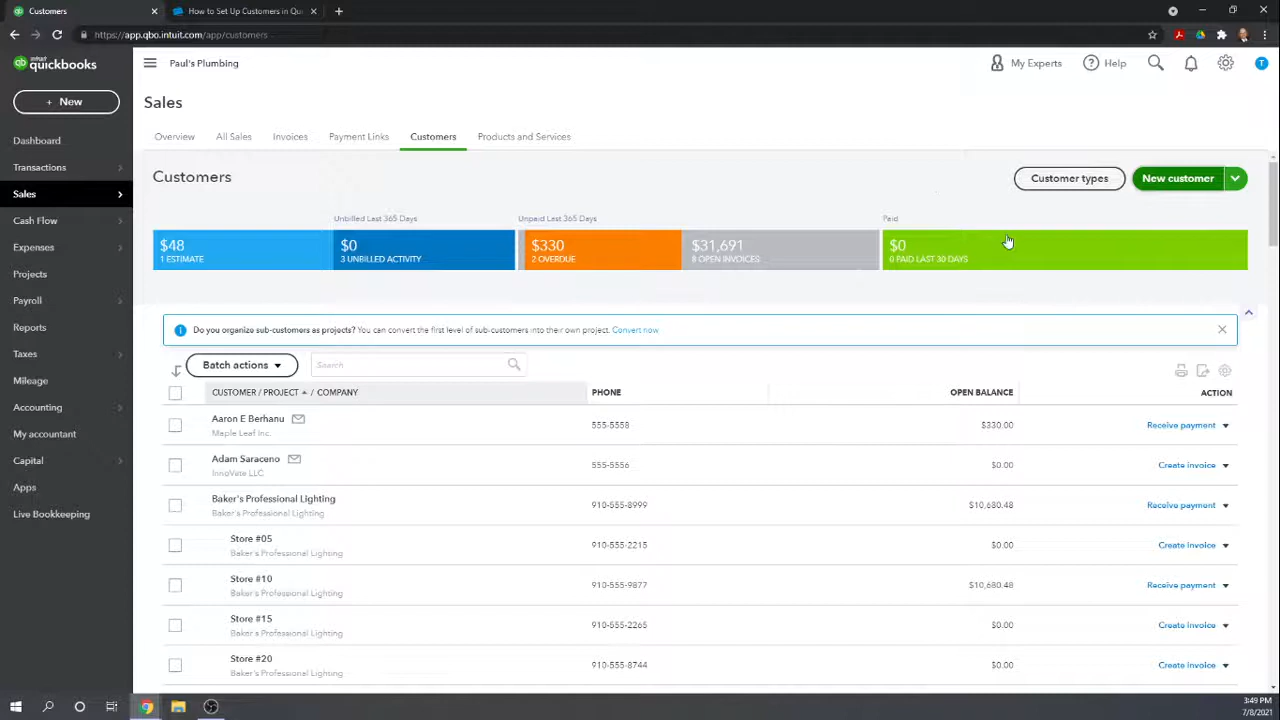 Customers
How to Set Up Customers in Qu
https://app.qbo.intuit.com/app/customers
intuit quickbooks
Paul's Plumbing
My Experts
Help
T
+ New
Sales
Dashboard
Transactions
Sales
Cash Flow
Expenses
Projects
Payroll
Reports
Taxes
Mileage
Accounting
My accountant
Capital
Apps
Live Bookkeeping
Overview
All Sales
Invoices
Payment Links
Customers
Products and Services
Customers
Customer types
New customer
Unbilled Last 365 Days
Unpaid Last 365 Days
Paid
$48
1 ESTIMATE
$0
3 UNBILLED ACTIVITY
$330
2 OVERDUE
$31,691
8 OPEN INVOICES
$0
0 PAID LAST 30 DAYS
Do you organize sub-customers as projects? You can convert the first level of sub-customers into their own project. Convert now
Batch actions
Search
CUSTOMER / PROJECT / COMPANY PHONE OPEN BALANCE ACTION
Aaron E Berhanu
Maple Leaf Inc.
555-5558 $330.00 Receive payment
Adam Saraceno
InnoVate LLC
555-5556 $0.00 Create invoice
Baker's Professional Lighting
Baker's Professional Lighting
910-555-8999 $10,680.48 Receive payment
Store #05
Baker's Professional Lighting
910-555-2215 $0.00 Create invoice
Store #10
Baker's Professional Lighting
910-555-9877 $10,680.48 Receive payment
Store #15
Baker's Professional Lighting
910-555-2265 $0.00 Create invoice
Store #20
Baker's Professional Lighting
910-555-8744 $0.00 Create invoice
3:49 PM
7/8/2021